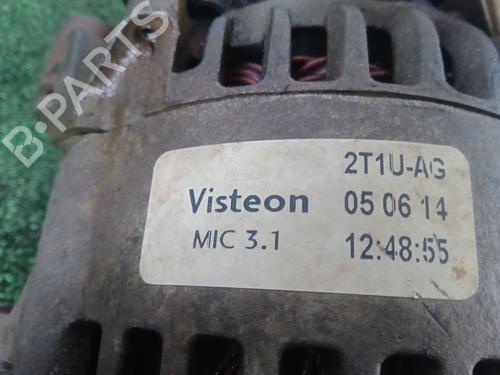 B-PARTS
2T1U-AG
Visteon 05 06 14
MIC 3.1 12:48:55